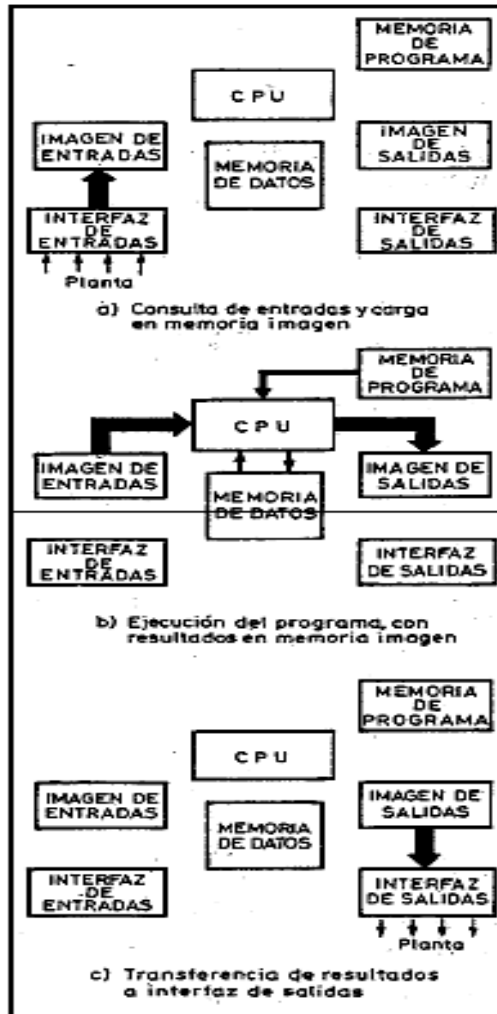 MEMORIA
DE
PROGRAMA
CPU
IMAGEN DE
ENTRADAS
IMAGEN
DE
SALIDAS
MEMORIA
DE DATOS
INTERFAZ
DE
ENTRADAS
INTERFAZ
DE
SALIDAS
Planta
a) Consulta de entradas y carga
en memoria imagen
MEMORIA
DE
PROGRAMA
CPU
IMAGEN DE
ENTRADAS
IMAGEN DE
SALIDAS
MEMORIA
DE DATOS
INTERFAZ
DE
ENTRADAS
INTERFAZ
DE SALIDAS
b) Ejecución del programa, con
resultados en memoria imagen
MEMORIA
DE
PROGRAMA
CPU
IMAGEN DE
ENTRADAS
IMAGEN DE
SALIDAS
MEMORIA
DE DATOS
INTERFAZ
DE
ENTRADAS
INTERFAZ
DE SALIDAS
Planta
c) Transferencia de resultados
a interfaz de salidas